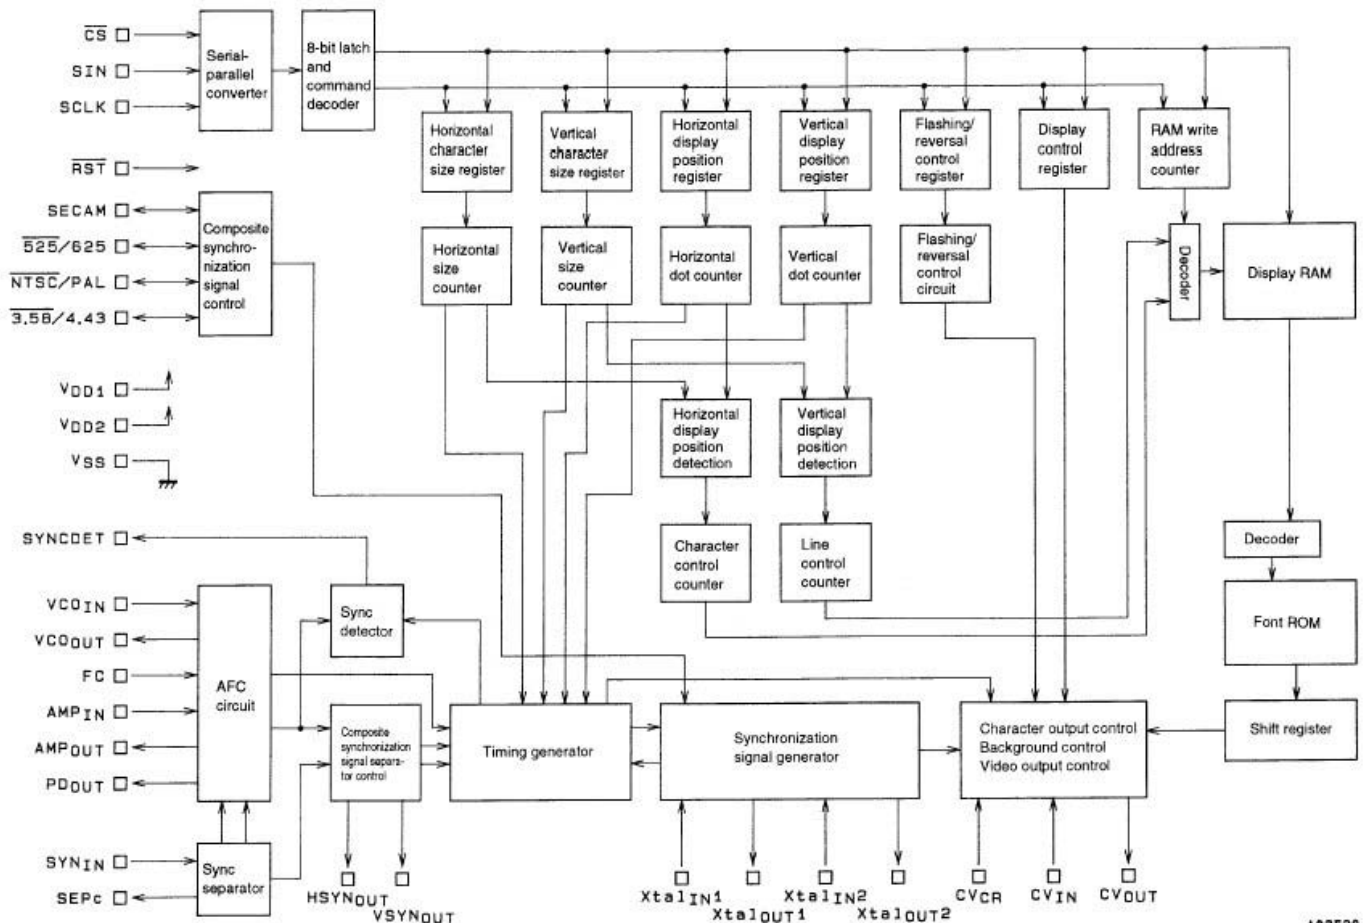 CS
SIN
SCLK
Serial-
parallel
converter
8-bit latch
and
command
decoder
RST
SECAM
525/625
NTSC/PAL
3.58/4.43
Composite
synchro-
nization
signal
control
Horizontal
character
size register
Vertical
character
size register
Horizontal
display
position
register
Vertical
display
position
register
Flashing/
reversal
control
register
Display
control
register
RAM write
address
counter
Horizontal
size
counter
Vertical
size
counter
Horizontal
dot counter
Vertical
dot counter
Flashing/
reversal
control
circuit
Decoder
Display RAM
VDD1
VDD2
VSS
Horizontal
display
position
detection
Vertical
display
position
detection
Character
control
counter
Line
control
counter
Decoder
Font ROM
Shift register
SYNCDET
VCOIN
VCOOUT
FC
AMPIN
AMPOUT
PDOUT
SYNIN
SEPC
AFC
circuit
Sync
detector
Sync
separator
Composite
synchronization
signal separa-
tor control
Timing generator
Synchronization
signal generator
Character output control
Background control
Video output control
HSYNOUT
VSYNOUT
XtalIN1
XtalOUT1
XtalIN2
XtalOUT2
CVCR
CVIN
CVOUT